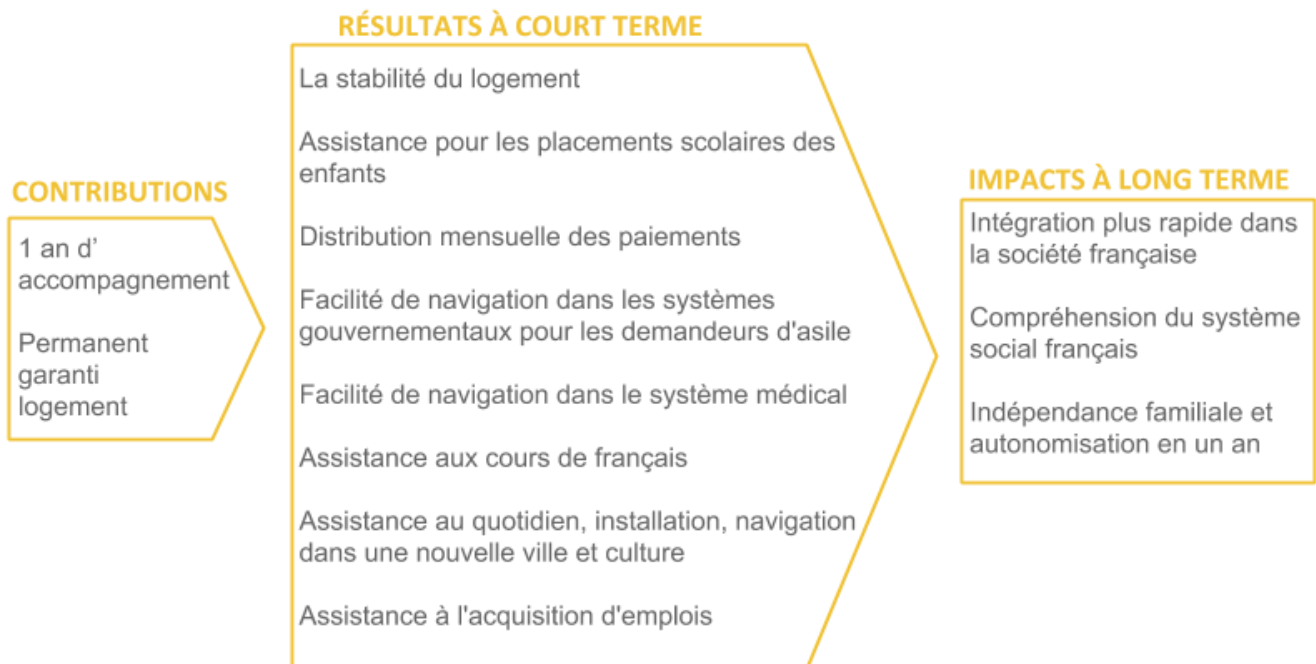 CONTRIBUTIONS
1 an d’
accompagnement
Permanent
garanti
logement
RÉSULTATS À COURT TERME
La stabilité du logement
Assistance pour les placements scolaires des
enfants
Distribution mensuelle des paiements
Facilité de navigation dans les systèmes
gouvernementaux pour les demandeurs d'asile
Facilité de navigation dans le système médical
Assistance aux cours de français
Assistance au quotidien, installation, navigation
dans une nouvelle ville et culture
Assistance à l'acquisition d'emplois
IMPACTS À LONG TERME
Intégration plus rapide dans
la société française
Compréhension du système
social français
Indépendance familiale et
autonomisation en un an